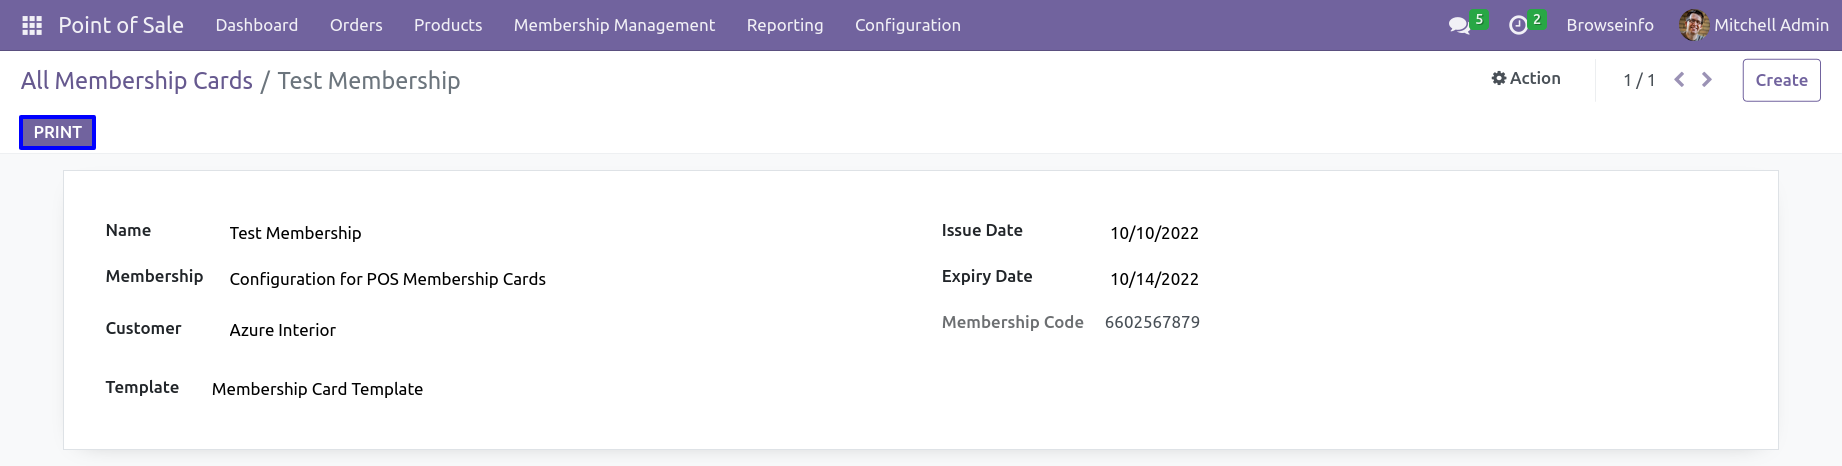 Point of Sale Dashboard Orders Products Membership Management Reporting Configuration 5 2 Browseinfo Mitchell Admin
All Membership Cards / Test Membership Action 1 / 1 Create
PRINT
Name Test Membership Issue Date 10/10/2022
Membership Configuration for POS Membership Cards Expiry Date 10/14/2022
Customer Azure Interior Membership Code 6602567879
Template Membership Card Template